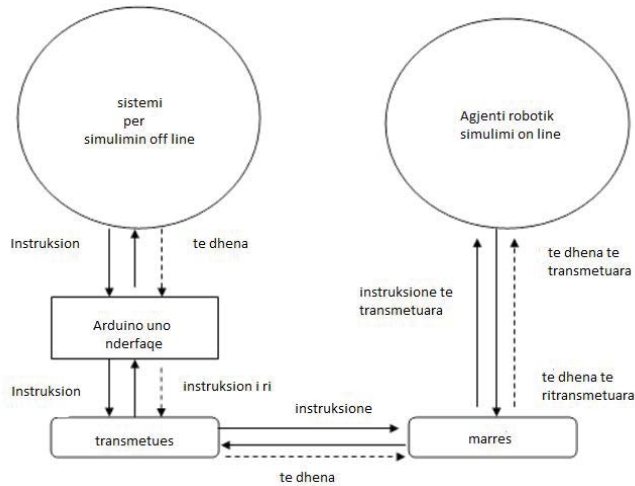 sistemi
per
simulimin off line
Agjenti robotik
simulimi on line
Instruksion
te dhena
te dhena te
transmetuara
instruksione te
transmetuara
Arduino uno
nderfaqe
Instruksion
instruksion i ri
te dhena te
ritransmetuara
instruksione
transmetues
marres
te dhena